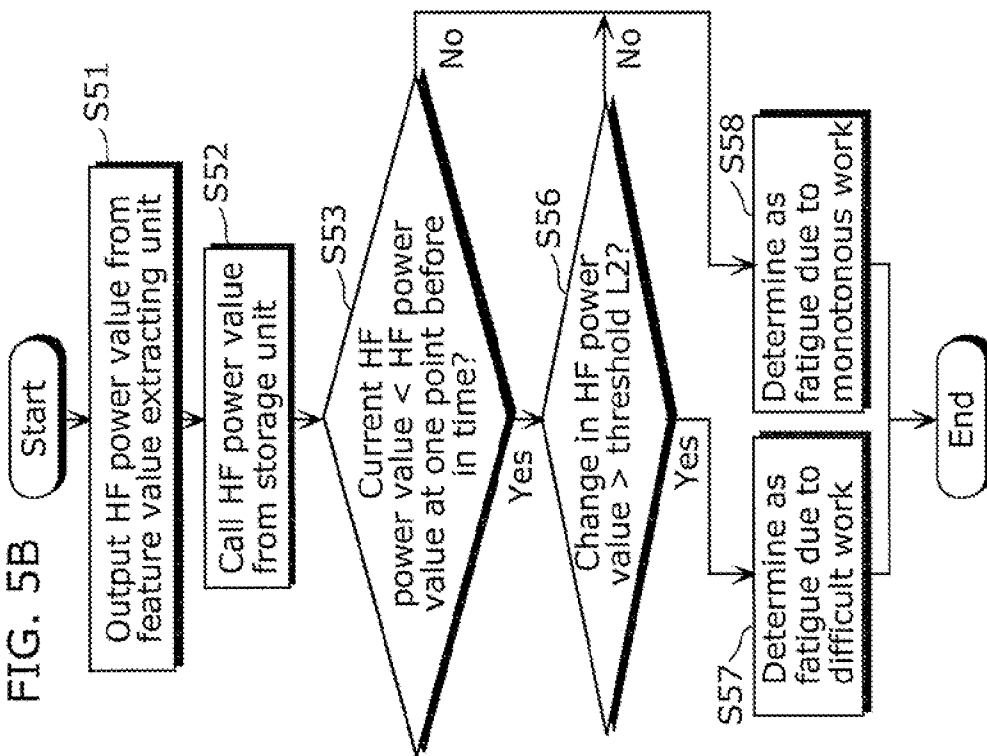 FIG. 5B
Start
S51
Output HF power value from
feature value extracting unit
S52
Call HF power value
from storage unit
S53
Current HF
power value < HF power
value at one point before
in time?
No
Yes
S56
Change in HF power
value > threshold L2?
No
Yes
S57
Determine as
fatigue due to
difficult work
S58
Determine as
fatigue due to
monotonous work
End